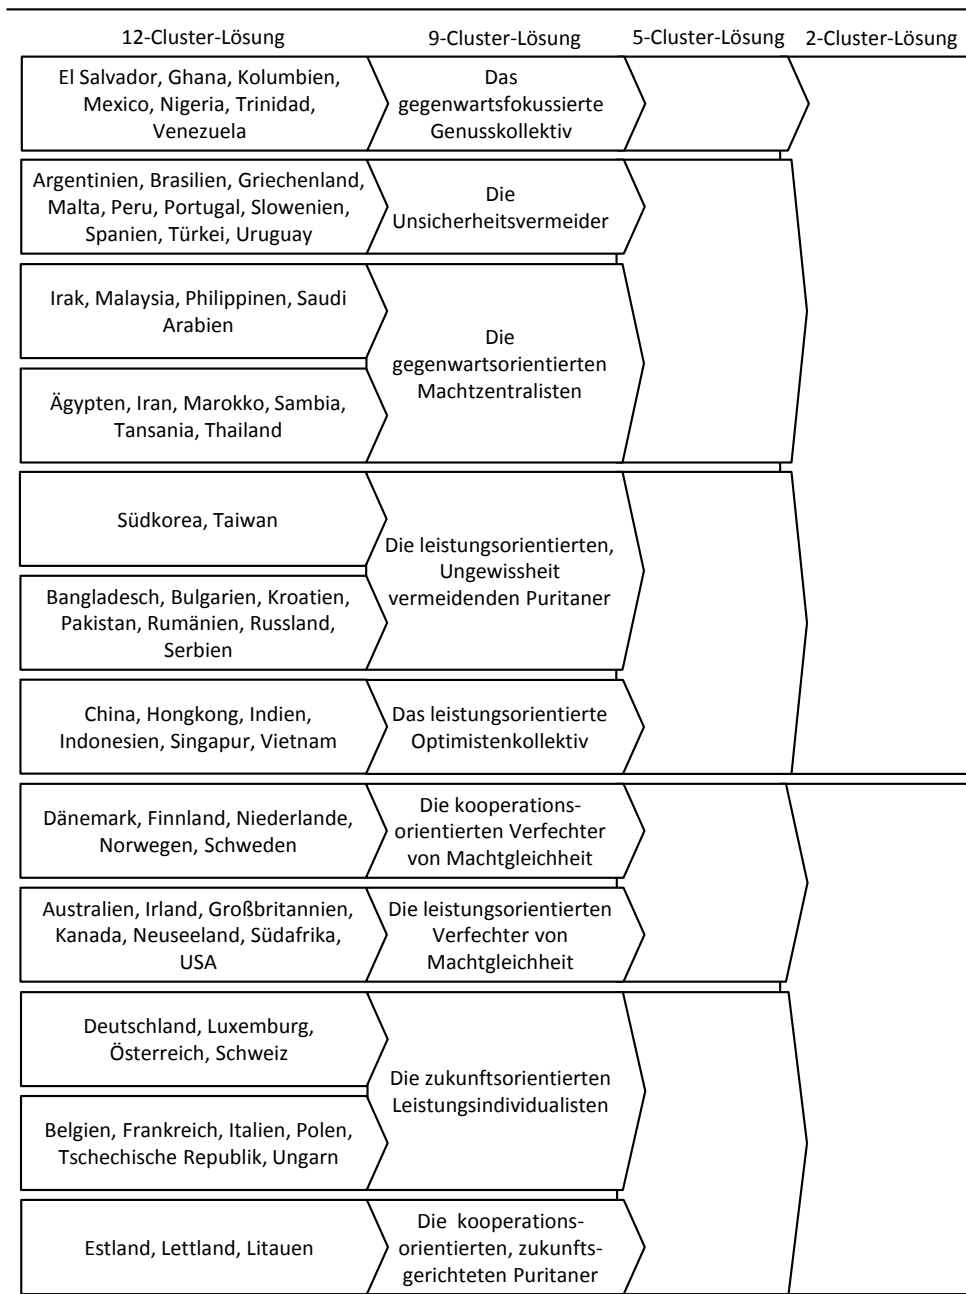 12-Cluster-Lösung 9-Cluster-Lösung 5-Cluster-Lösung 2-Cluster-Lösung
El Salvador, Ghana, Kolumbien,
Mexico, Nigeria, Trinidad,
Venezuela
Das
gegenwartsfokussierte
Genusskollektiv
Argentinien, Brasilien, Griechenland,
Malta, Peru, Portugal, Slowenien,
Spanien, Türkei, Uruguay
Die
Unsicherheitsvermeider
Irak, Malaysia, Philippinen, Saudi
Arabien
Ägypten, Iran, Marokko, Sambia,
Tansania, Thailand
Die
gegenwartsorientierten
Machtzentralisten
Südkorea, Taiwan
Bangladesch, Bulgarien, Kroatien,
Pakistan, Rumänien, Russland,
Serbien
Die leistungsorientierten,
Ungewissheit
vermeidenden Puritaner
China, Hongkong, Indien,
Indonesien, Singapur, Vietnam
Das leistungsorientierte
Optimistenkollektiv
Dänemark, Finnland, Niederlande,
Norwegen, Schweden
Die kooperations-
orientierten Verfechter
von Machtgleichheit
Australien, Irland, Großbritannien,
Kanada, Neuseeland, Südafrika,
USA
Die leistungsorientierten
Verfechter von
Machtgleichheit
Deutschland, Luxemburg,
Österreich, Schweiz
Belgien, Frankreich, Italien, Polen,
Tschechische Republik, Ungarn
Die zukunftsorientierten
Leistungsindividualisten
Estland, Lettland, Litauen
Die kooperations-
orientierten, zukunfts-
gerichteten Puritaner